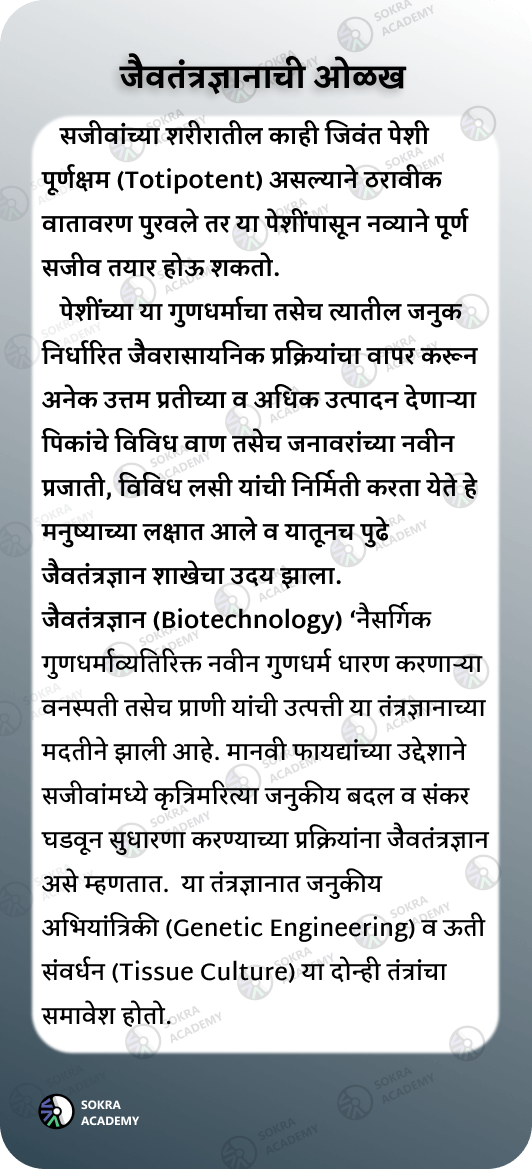 जैवतंत्रज्ञानाची ओळख
सजीवांच्या शरीरातील काही जिवंत पेशी
पूर्णक्षम (Totipotent) असल्याने ठरावीक
वातावरण पुरवले तर या पेशींपासून नव्याने पूर्ण
सजीव तयार होऊ शकतो.
पेशींच्या या गुणधर्माचा तसेच त्यातील जनुक
निर्धारित जैवरासायनिक प्रक्रियांचा वापर करून
अनेक उत्तम प्रतीच्या व अधिक उत्पादन देणाऱ्या
पिकांचे विविध वाण तसेच जनावरांच्या नवीन
प्रजाती, विविध लसी यांची निर्मिती करता येते हे
मनुष्याच्या लक्षात आले व यातूनच पुढे
जैवतंत्रज्ञान शाखेचा उदय झाला.
जैवतंत्रज्ञान (Biotechnology) ‘नैसर्गिक
गुणधर्माव्यतिरिक्त नवीन गुणधर्म धारण करणाऱ्या
वनस्पती तसेच प्राणी यांची उत्पत्ती या तंत्रज्ञानाच्या
मदतीने झाली आहे. मानवी फायद्यांच्या उद्देशाने
सजीवांमध्ये कृत्रिमरित्या जनुकीय बदल व संकर
घडवून सुधारणा करण्याच्या प्रक्रियांना जैवतंत्रज्ञान
असे म्हणतात. या तंत्रज्ञानात जनुकीय
अभियांत्रिकी (Genetic Engineering) व ऊती
संवर्धन (Tissue Culture) या दोन्ही तंत्रांचा
समावेश होतो.
SOKRA
ACADEMY